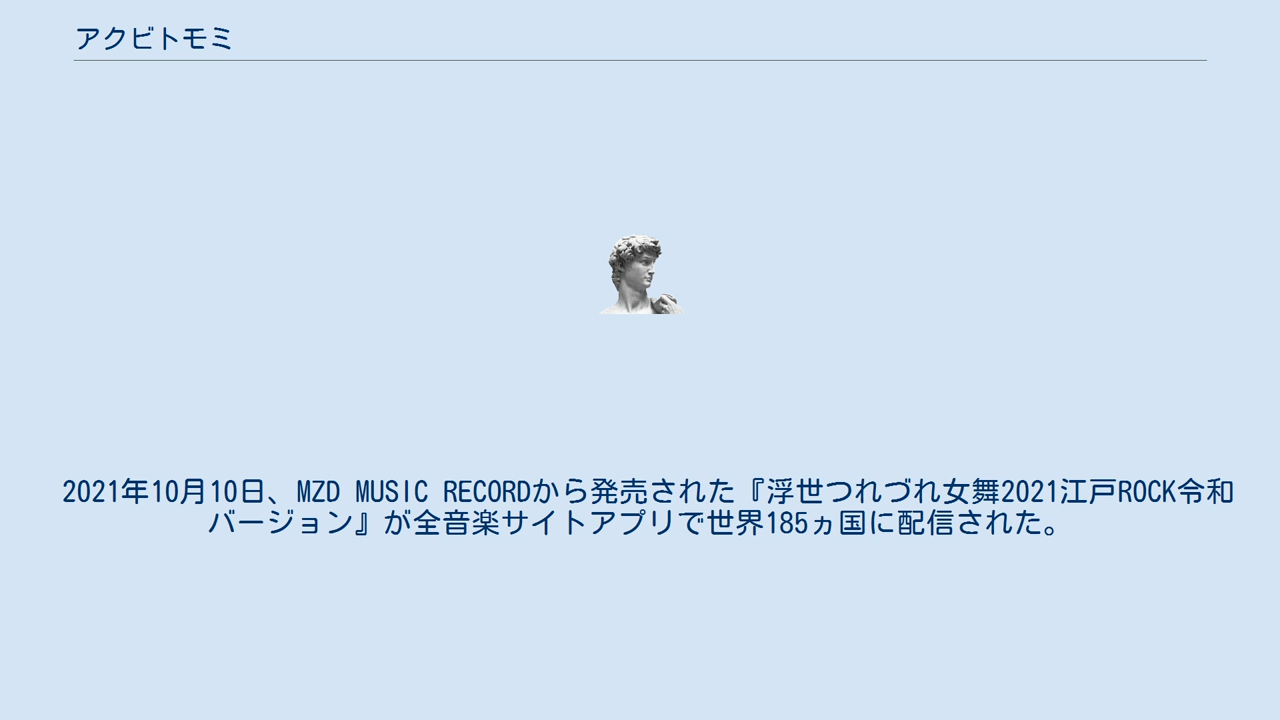 アクビトモミ
2021年10月10日、MZD MUSIC RECORDから発売された『浮世つれづれ女舞2021江戸ROCK令和
バージョン』が全音楽サイトアプリで世界185ヵ国に配信された。